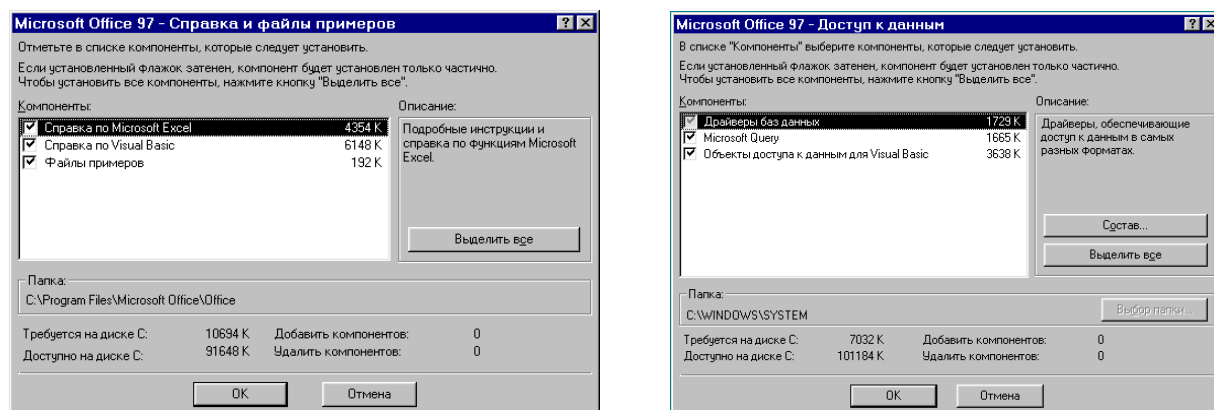 Microsoft Office 97 - Справка и файлы примеров
Отметьте в списке компоненты, которые следует установить.
Если установленный флажок затенен, компонент будет установлен только частично.
Чтобы установить все компоненты, нажмите кнопку "Выделить все".
Компоненты:
Описание:
Справка по Microsoft Excel 4354 K
Справка по Visual Basic 6148 K
Файлы примеров 192 K
Подробные инструкции и
справка по функциям Microsoft
Excel.
Выделить все
Папка:
C:\Program Files\Microsoft Office\Office
Требуется на диске C: 10694 K Добавить компонентов: 0
Доступно на диске C: 91648 K Удалить компонентов: 0
OK Отмена
Microsoft Office 97 - Доступ к данным
В списке "Компоненты" выберите компоненты, которые следует установить.
Если установленный флажок затенен, компонент будет установлен только частично.
Чтобы установить все компоненты, нажмите кнопку "Выделить все".
Компоненты:
Описание:
Драйверы баз данных 1729 K
Microsoft Query 1665 K
Объекты доступа к данным для Visual Basic 3638 K
Драйверы, обеспечивающие
доступ к данным в самых
разных форматах.
Состав...
Выделить все
Папка:
C:\WINDOWS\SYSTEM
Выбор папки...
Требуется на диске C: 7032 K Добавить компонентов: 0
Доступно на диске C: 101184 K Удалить компонентов: 0
OK Отмена